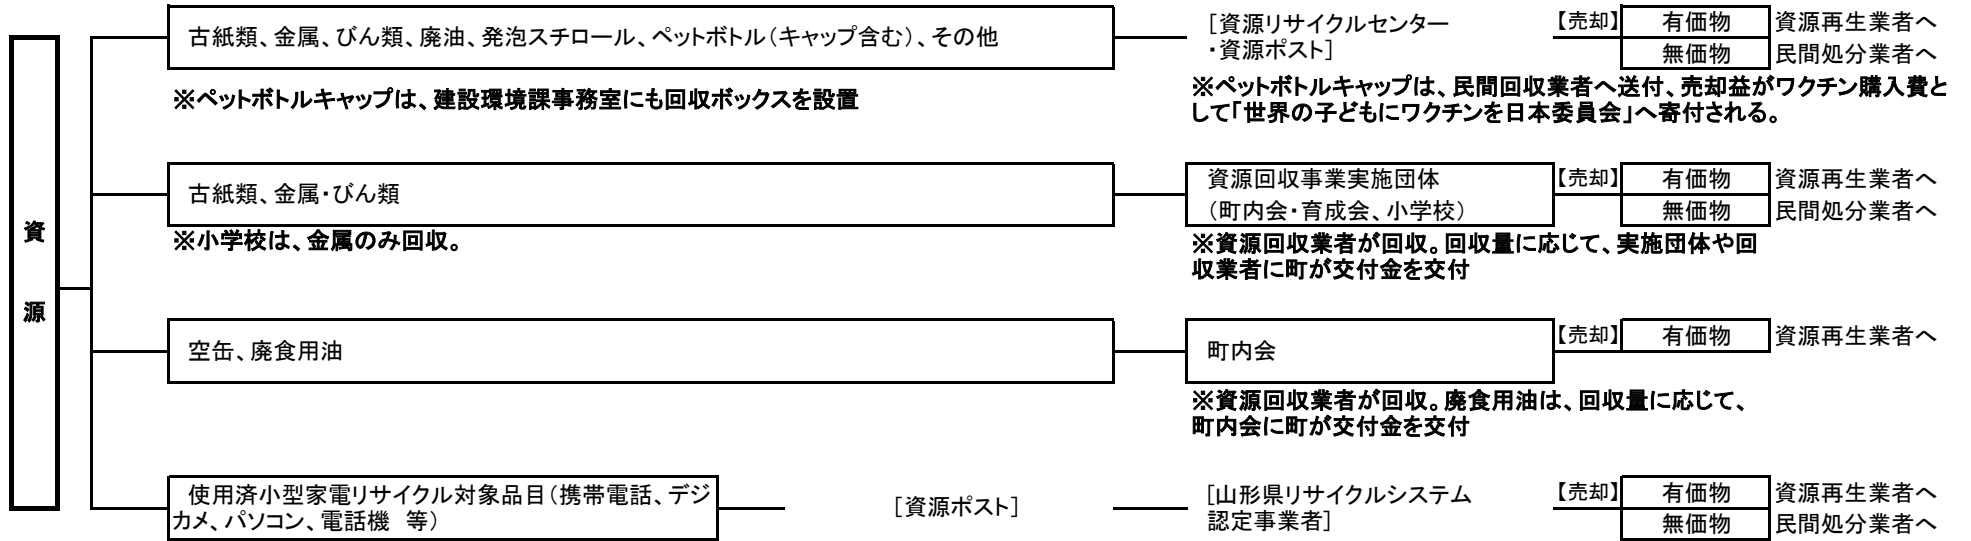 資
源
古紙類、金属、びん類、廃油、発泡スチロール、ペットボトル（キャップ含む）、その他
［資源リサイクルセンター
・資源ポスト］
【売却】
有価物
資源再生業者へ
無価物
民間処分業者へ
※ペットボトルキャップは、建設環境課事務室にも回収ボックスを設置
※ペットボトルキャップは、民間回収業者へ送付、売却益がワクチン購入費と
して「世界の子どもにワクチンを日本委員会」へ寄付される。
古紙類、金属・びん類
資源回収事業実施団体
（町内会・育成会、小学校）
【売却】
有価物
資源再生業者へ
無価物
民間処分業者へ
※小学校は、金属のみ回収。
※資源回収業者が回収。回収量に応じて、実施団体や回
収業者に町が交付金を交付
空缶、廃食用油
町内会
【売却】
有価物
資源再生業者へ
※資源回収業者が回収。廃食用油は、回収量に応じて、
町内会に町が交付金を交付
使用済小型家電リサイクル対象品目（携帯電話、デジ
カメ、パソコン、電話機　等）
［資源ポスト］
［山形県リサイクルシステム
認定事業者］
【売却】
有価物
資源再生業者へ
無価物
民間処分業者へ